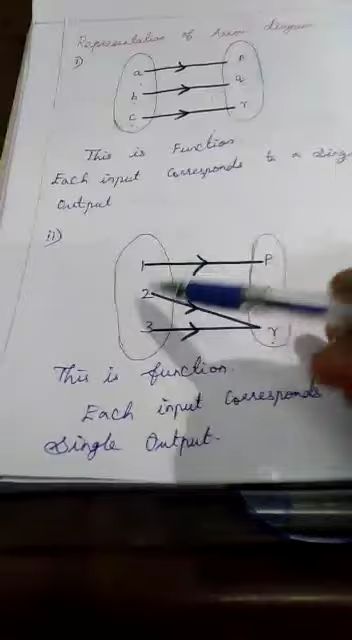 Representation of Arrow diagram
i)
a p
b q
c r
This is Function
Each input Corresponds to a Single
Output
ii)
1 p
2
3 r
This is function.
Each input Corresponds
Single Output.